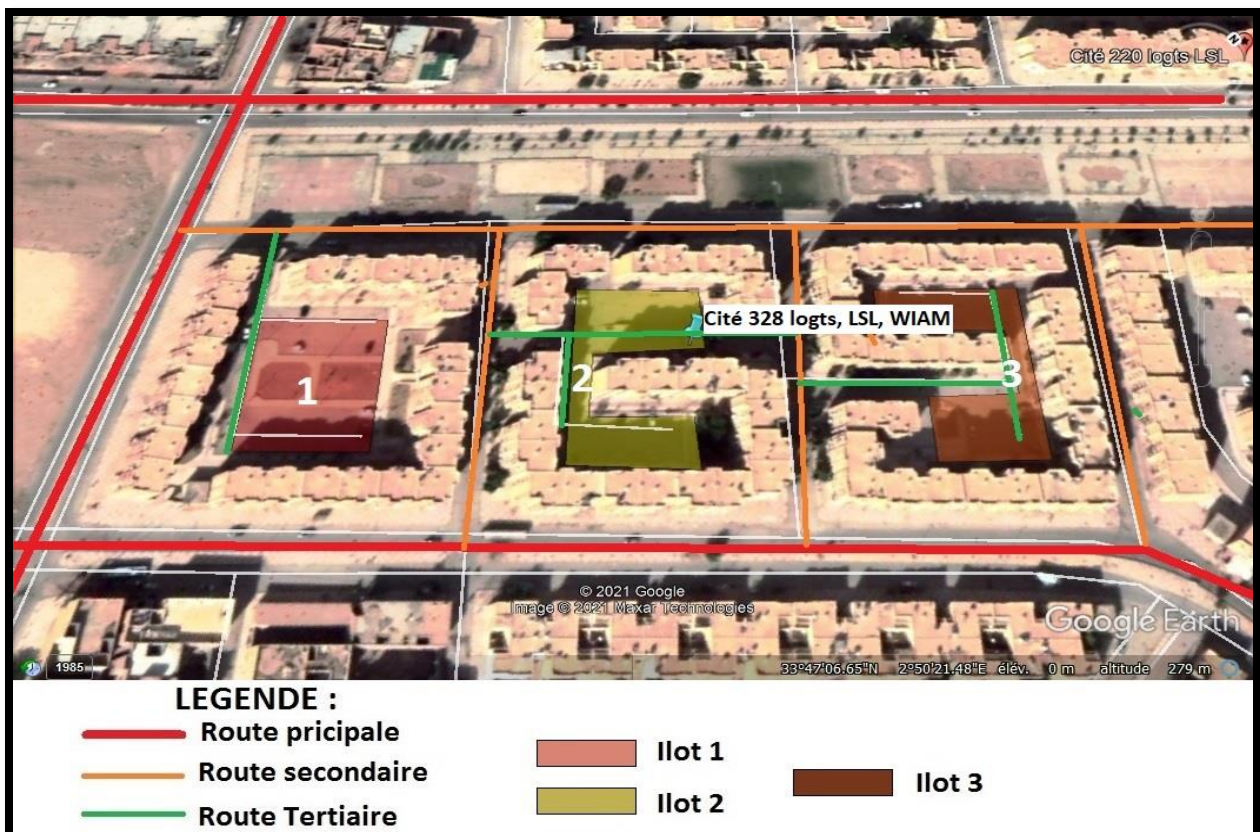 N
Cité 220 logts LSL
Cité 328 logts, LSL, WIAM
1
2
3
© 2021 Google
Image © 2021 Maxar Technologies
Google Earth
1985
33°47'06.65"N 2°50'21.48"E élév. 0 m altitude 279 m
LEGENDE :
Route pricipale
Route secondaire
Route Tertiaire
Ilot 1
Ilot 2
Ilot 3